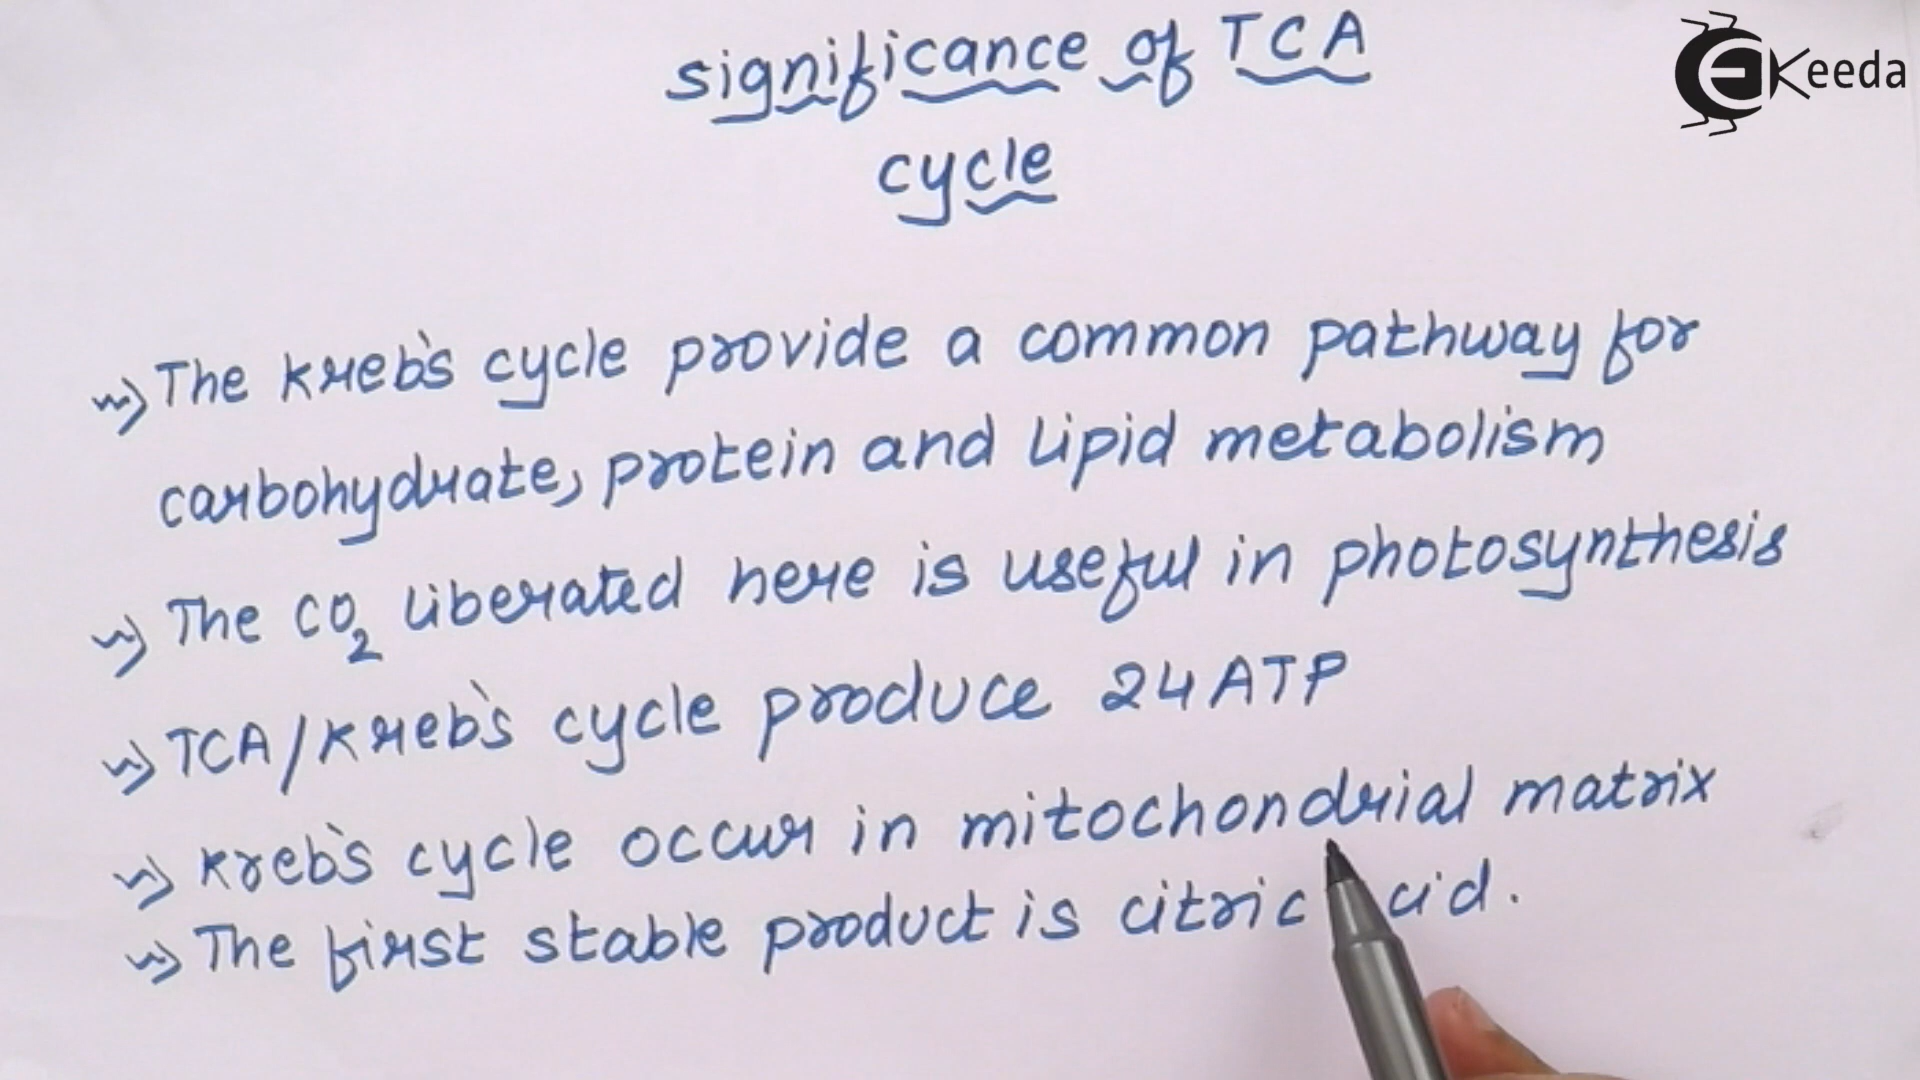 significance of TCA
cycle
Keeda
The kreb's cycle provide a common pathway for
carbohydrate, protein and lipid metabolism
The CO2 liberated here is useful in photosynthesis
TCA/Kreb's cycle produce 24 ATP
Kreb's cycle occur in mitochondrial matrix
The first stable product is citric cid.